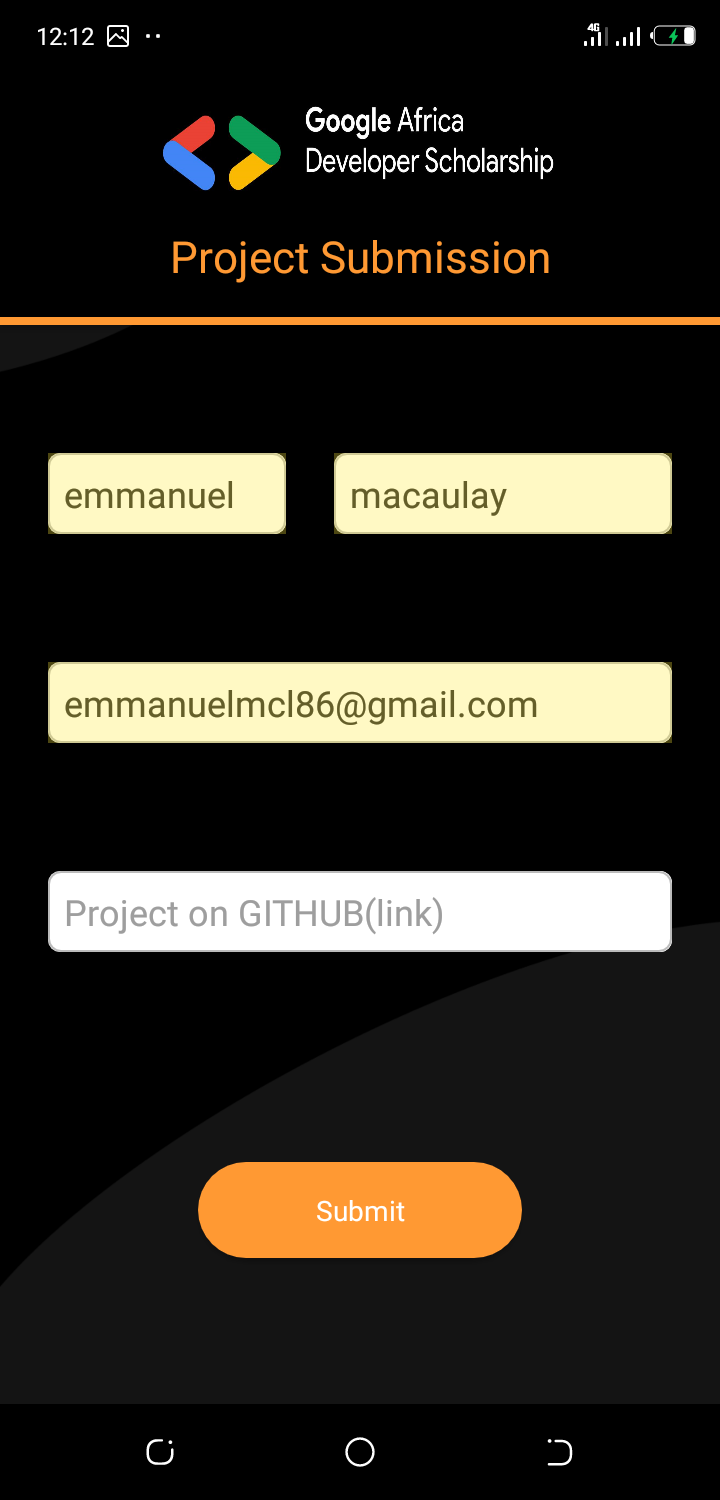 12:12
4G
Google Africa
Developer Scholarship
Project Submission
emmanuel macaulay
emmanuelmcl86@gmail.com
Project on GITHUB(link)
Submit